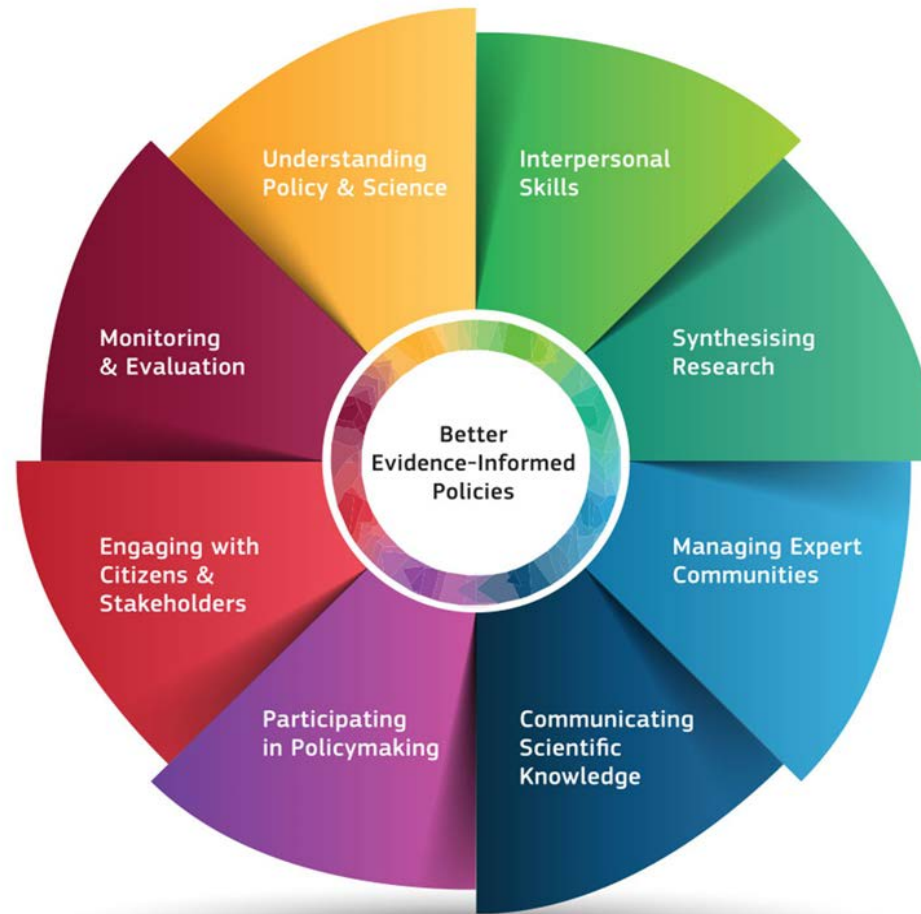 Understanding
Policy & Science
Interpersonal
Skills
Synthesising
Research
Managing Expert
Communities
Communicating
Scientific
Knowledge
Participating
in Policymaking
Engaging with
Citizens &
Stakeholders
Monitoring
& Evaluation
Better
Evidence-Informed
Policies